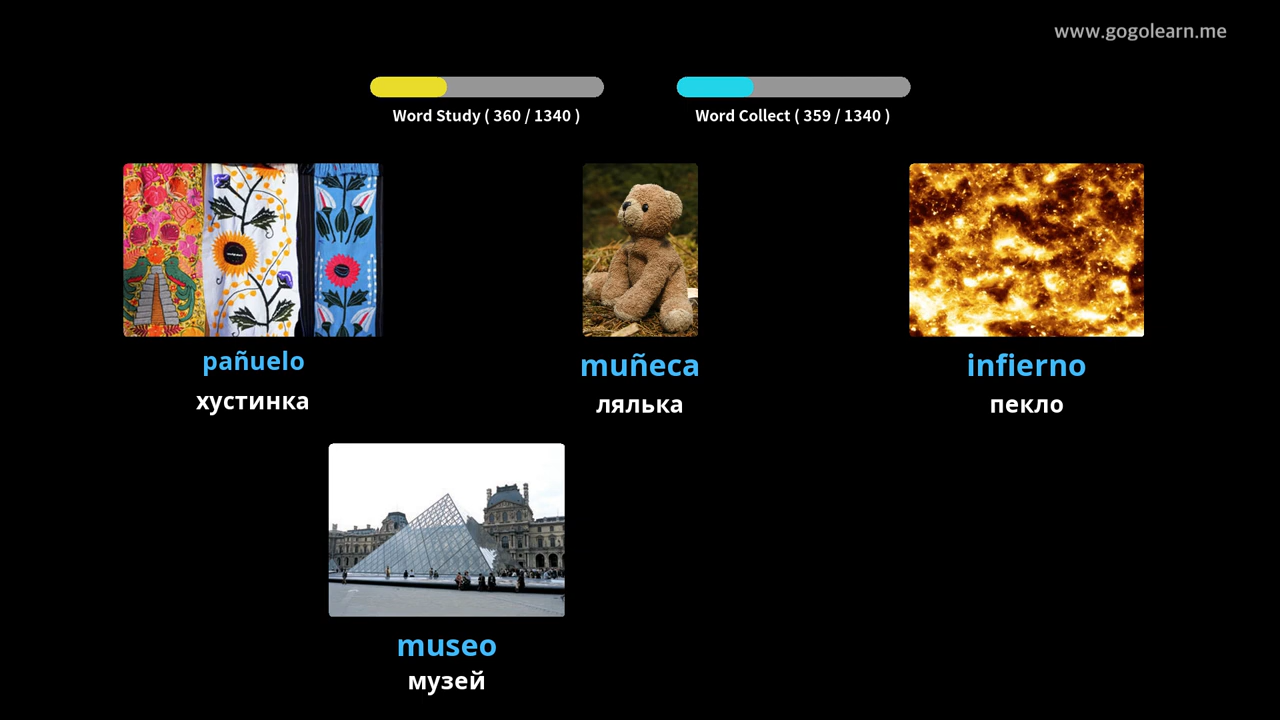 www.gogolearn.me
Word Study ( 360 / 1340 )
Word Collect ( 359 / 1340 )
pañuelo
хустинка
muñeca
лялька
infierno
пекло
museo
музей